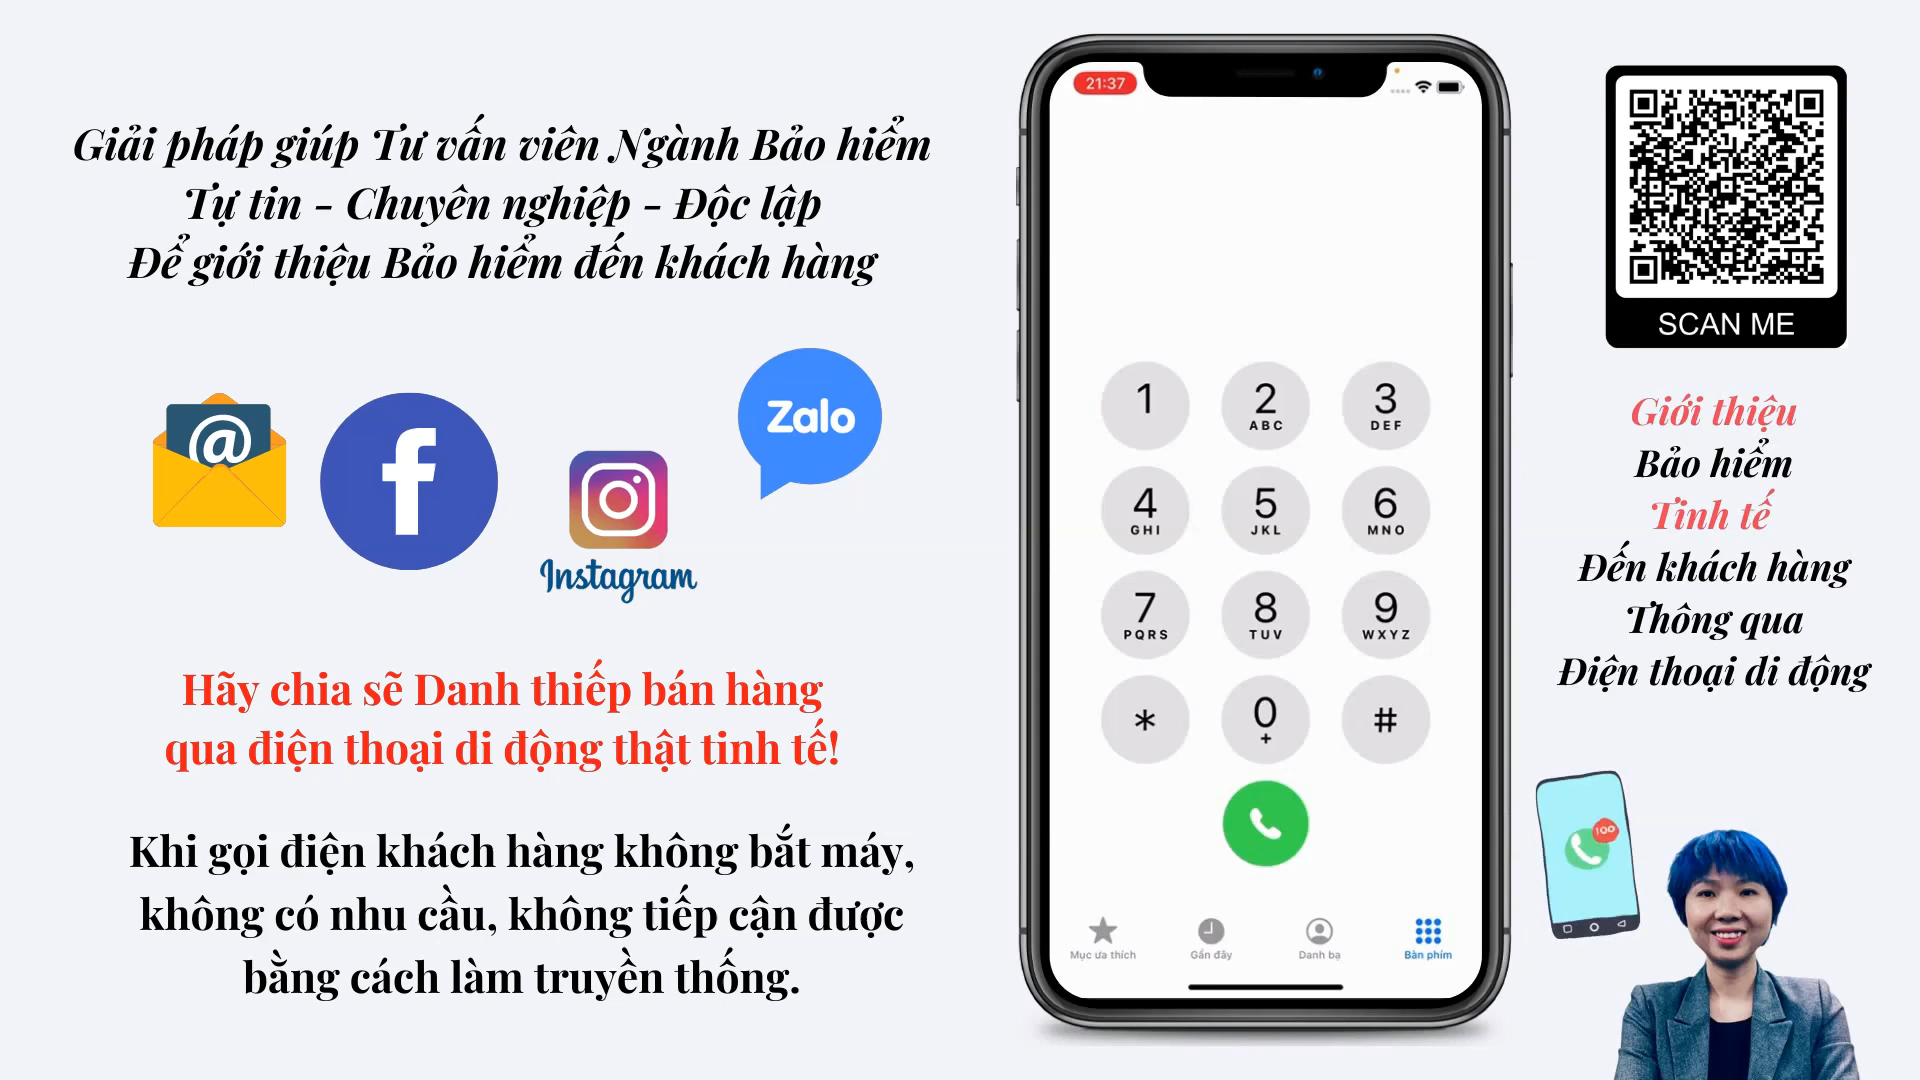 Giải pháp giúp Tư vấn viên Ngành Bảo hiểm
Tự tin - Chuyên nghiệp - Độc lập
Để giới thiệu Bảo hiểm đến khách hàng
@
f
Instagram
Zalo
Hãy chia sẽ Danh thiếp bán hàng
qua điện thoại di động thật tinh tế!
Khi gọi điện khách hàng không bắt máy,
không có nhu cầu, không tiếp cận được
bằng cách làm truyền thống.
21:37
1
2
ABC
3
DEF
4
GHI
5
JKL
6
MNO
7
PQRS
8
TUV
9
WXYZ
*
0
+
#
Mục ưa thích
Gần đây
Danh bạ
Bàn phím
SCAN ME
Giới thiệu
Bảo hiểm
Tinh tế
Đến khách hàng
Thông qua
Điện thoại di động
100